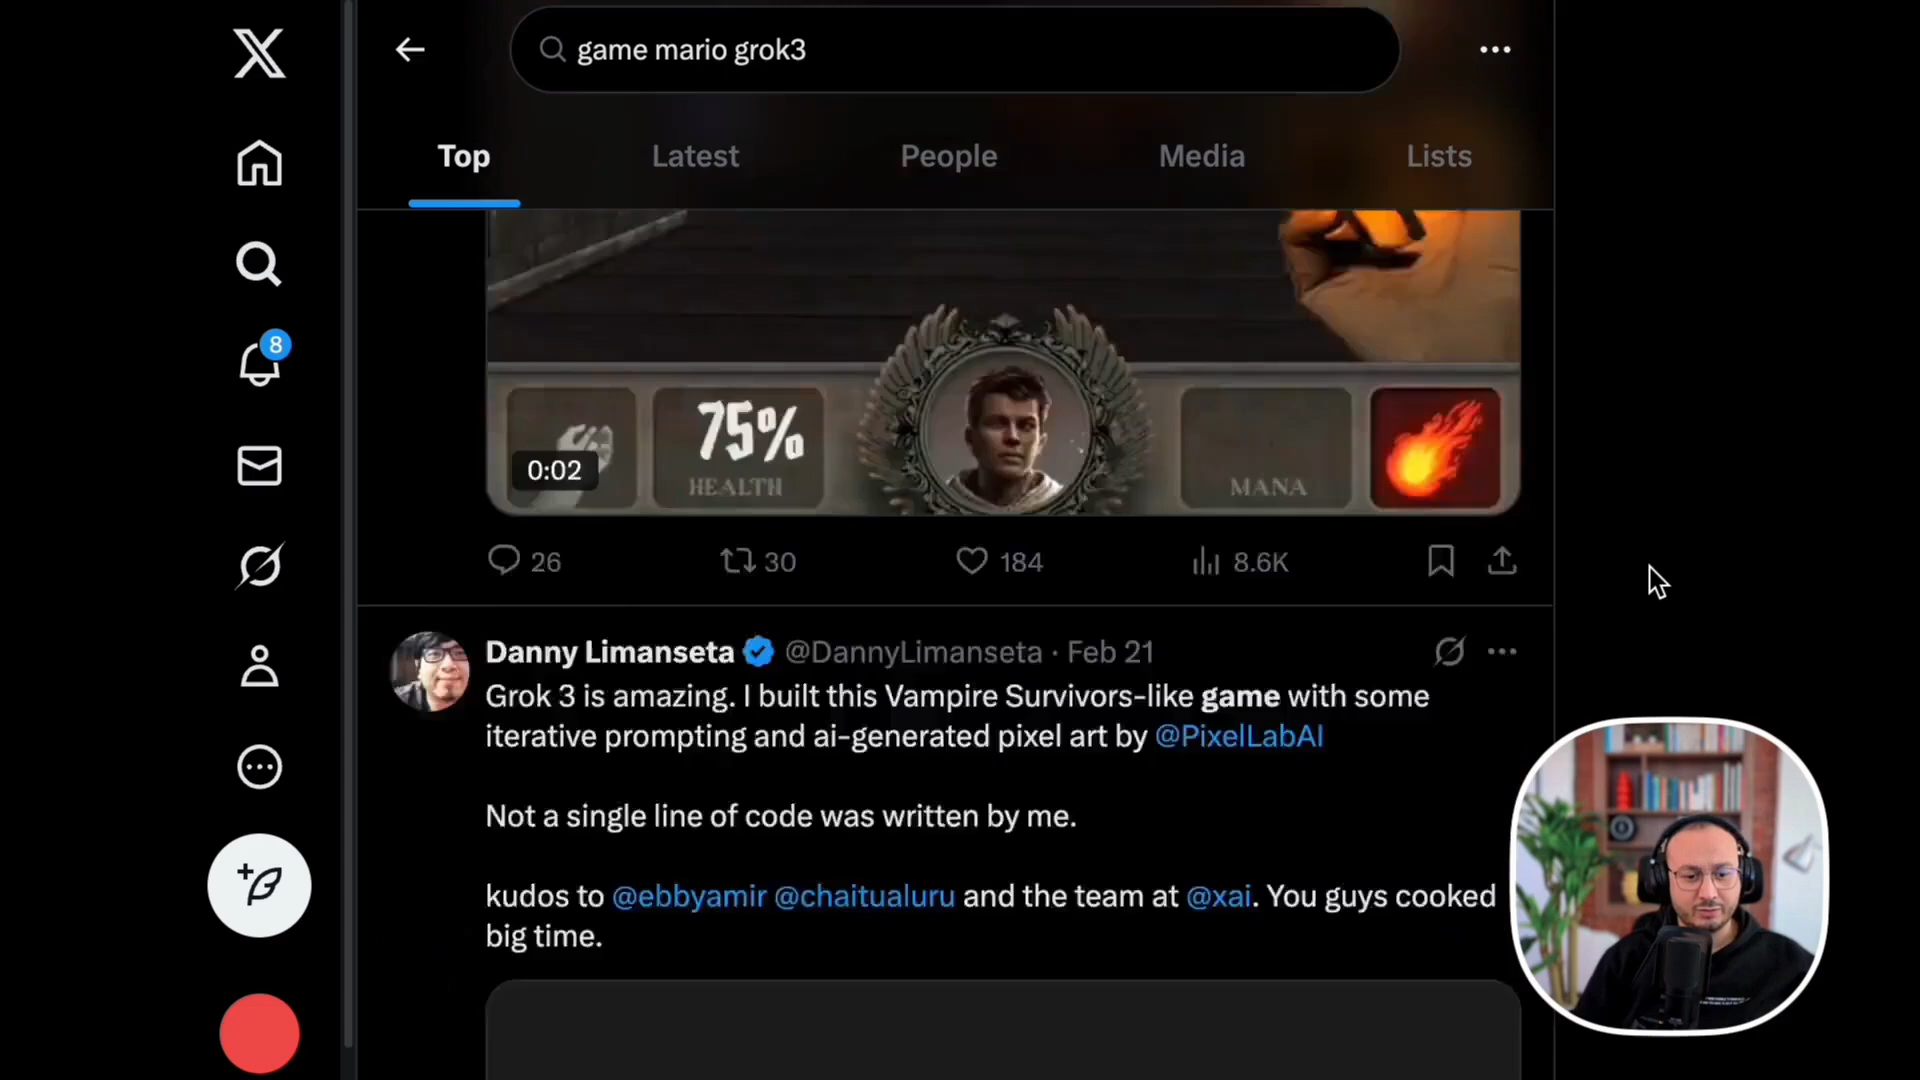 game mario grok3
Top
Latest
People
Media
Lists
8
75%
HEALTH
MANA
0:02
26
30
184
8.6K
Danny Limanseta @DannyLimanseta · Feb 21
Grok 3 is amazing. I built this Vampire Survivors-like game with some
iterative prompting and ai-generated pixel art by @PixelLabAI
Not a single line of code was written by me.
kudos to @ebbyamir @chaitualuru and the team at @xai. You guys cooked
big time.